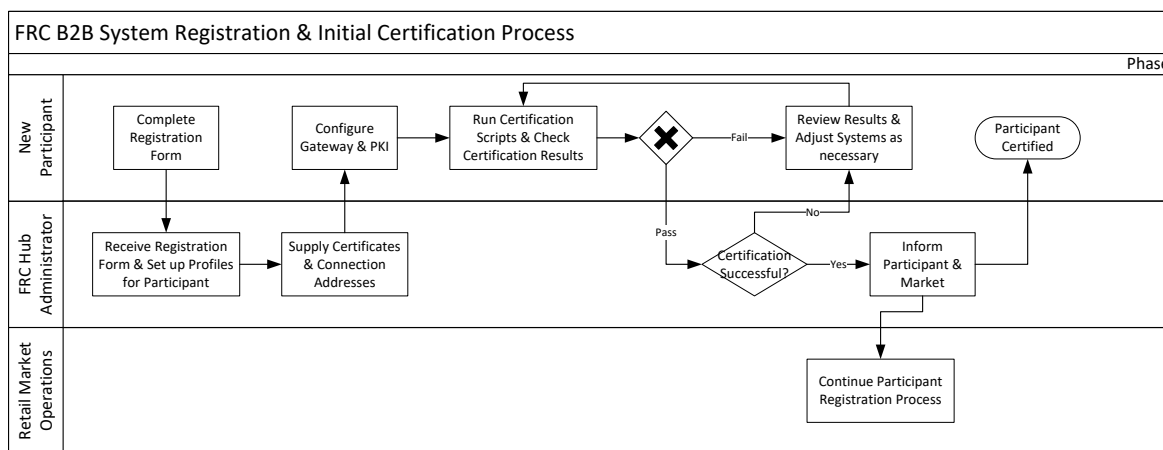 FRC B2B System Registration & Initial Certification Process
Phase
New
Participant
Complete
Registration
Form
Configure
Gateway & PKI
Run Certification
Scripts & Check
Certification Results
Fail
Review Results &
Adjust Systems as
necessary
Participant
Certified
FRC Hub
Administrator
Receive Registration
Form & Set up Profiles
for Participant
Supply Certificates
& Connection
Addresses
Pass
Certification
Successful?
No
Yes
Inform
Participant &
Market
Retail Market
Operations
Continue Participant
Registration Process